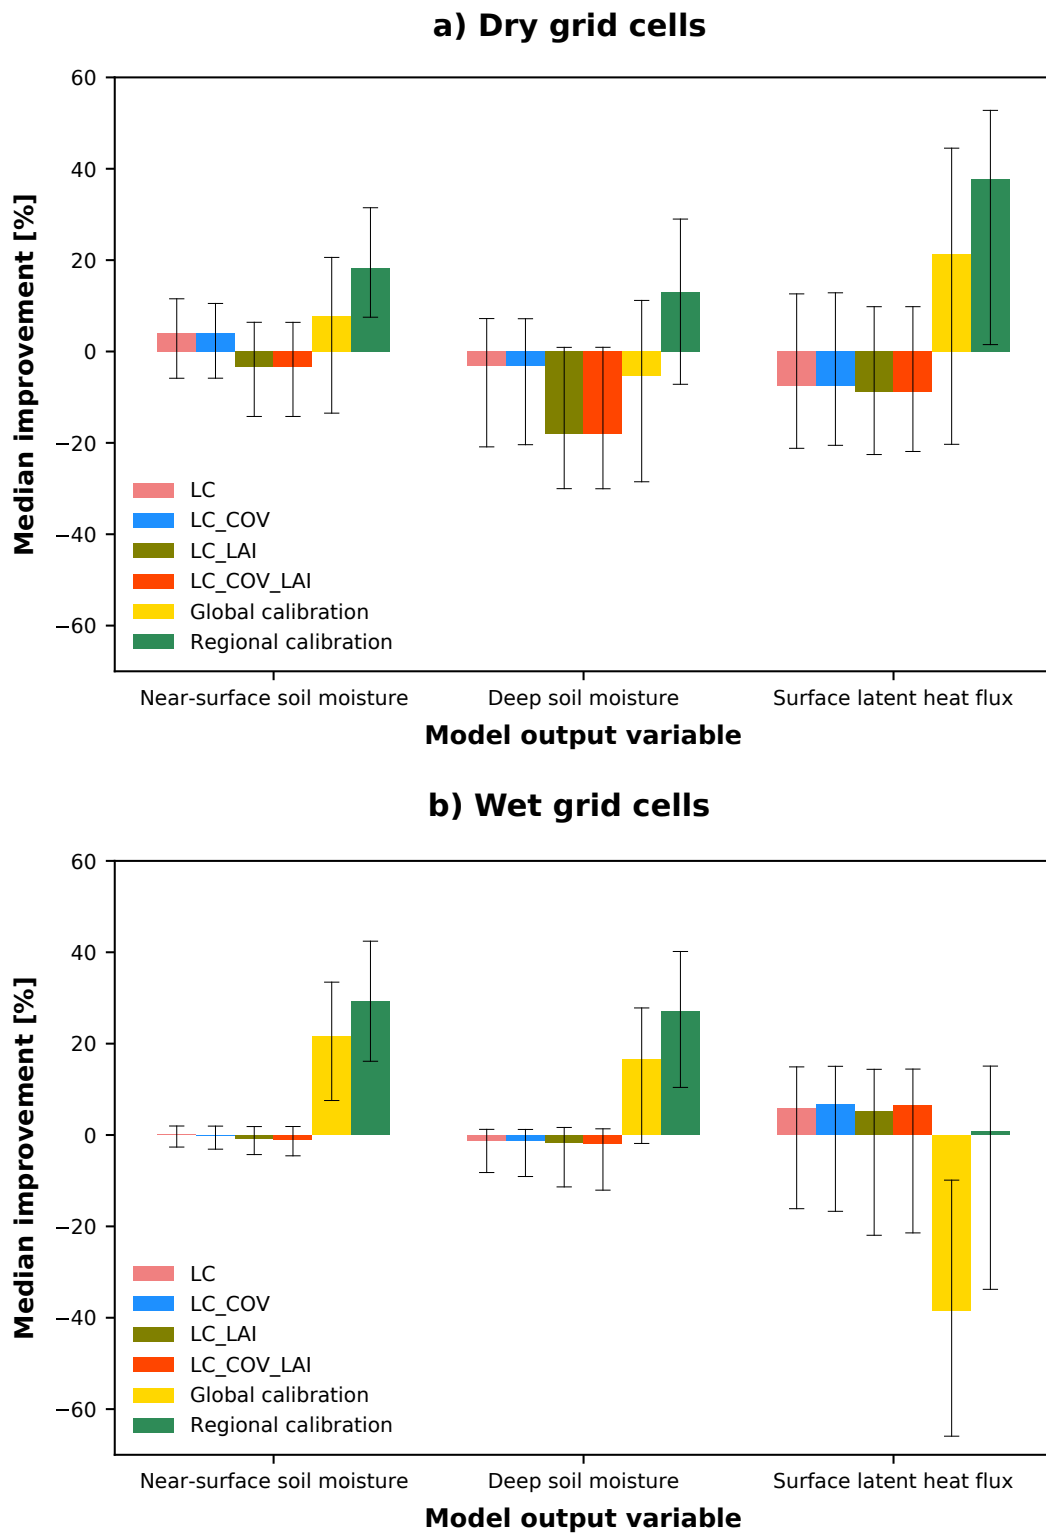 a) Dry grid cells
60
40
20
0
−20
−40
−60
Median improvement [%]
LC
LC_COV
LC_LAI
LC_COV_LAI
Global calibration
Regional calibration
Near-surface soil moisture
Deep soil moisture
Surface latent heat flux
Model output variable
b) Wet grid cells
60
40
20
0
−20
−40
−60
Median improvement [%]
LC
LC_COV
LC_LAI
LC_COV_LAI
Global calibration
Regional calibration
Near-surface soil moisture
Deep soil moisture
Surface latent heat flux
Model output variable